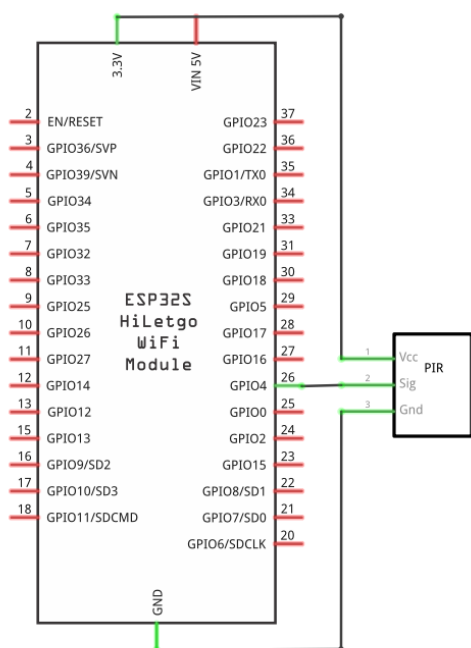 3.3V
VIN 5V
2 EN/RESET GPIO23 37
3 GPIO36/SVP GPIO22 36
4 GPIO39/SVN GPIO1/TX0 35
5 GPIO34 GPIO3/RX0 34
6 GPIO35 GPIO21 33
7 GPIO32 GPIO19 31
8 GPIO33 GPIO18 30
9 GPIO25 GPIO5 29
10 GPIO26 GPIO17 28
11 GPIO27 GPIO16 27
12 GPIO14 GPIO4 26
13 GPIO12 GPIO0 25
15 GPIO13 GPIO2 24
16 GPIO9/SD2 GPIO15 23
17 GPIO10/SD3 GPIO8/SD1 22
18 GPIO11/SDCMD GPIO7/SD0 21
GPIO6/SDCLK 20
ESP32S
HiLetgo
WiFi
Module
GND
1 Vcc
2 Sig
3 Gnd
PIR